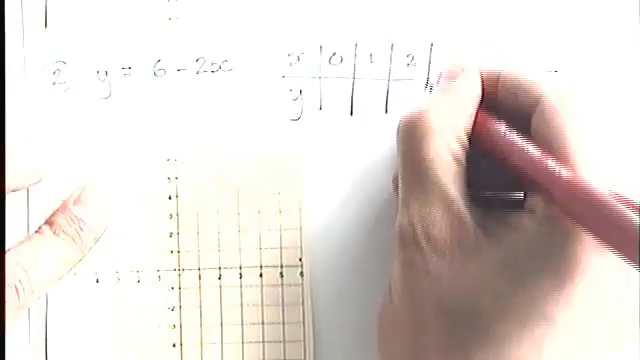 2. y = 6 - 2x
x 0 1 2
y